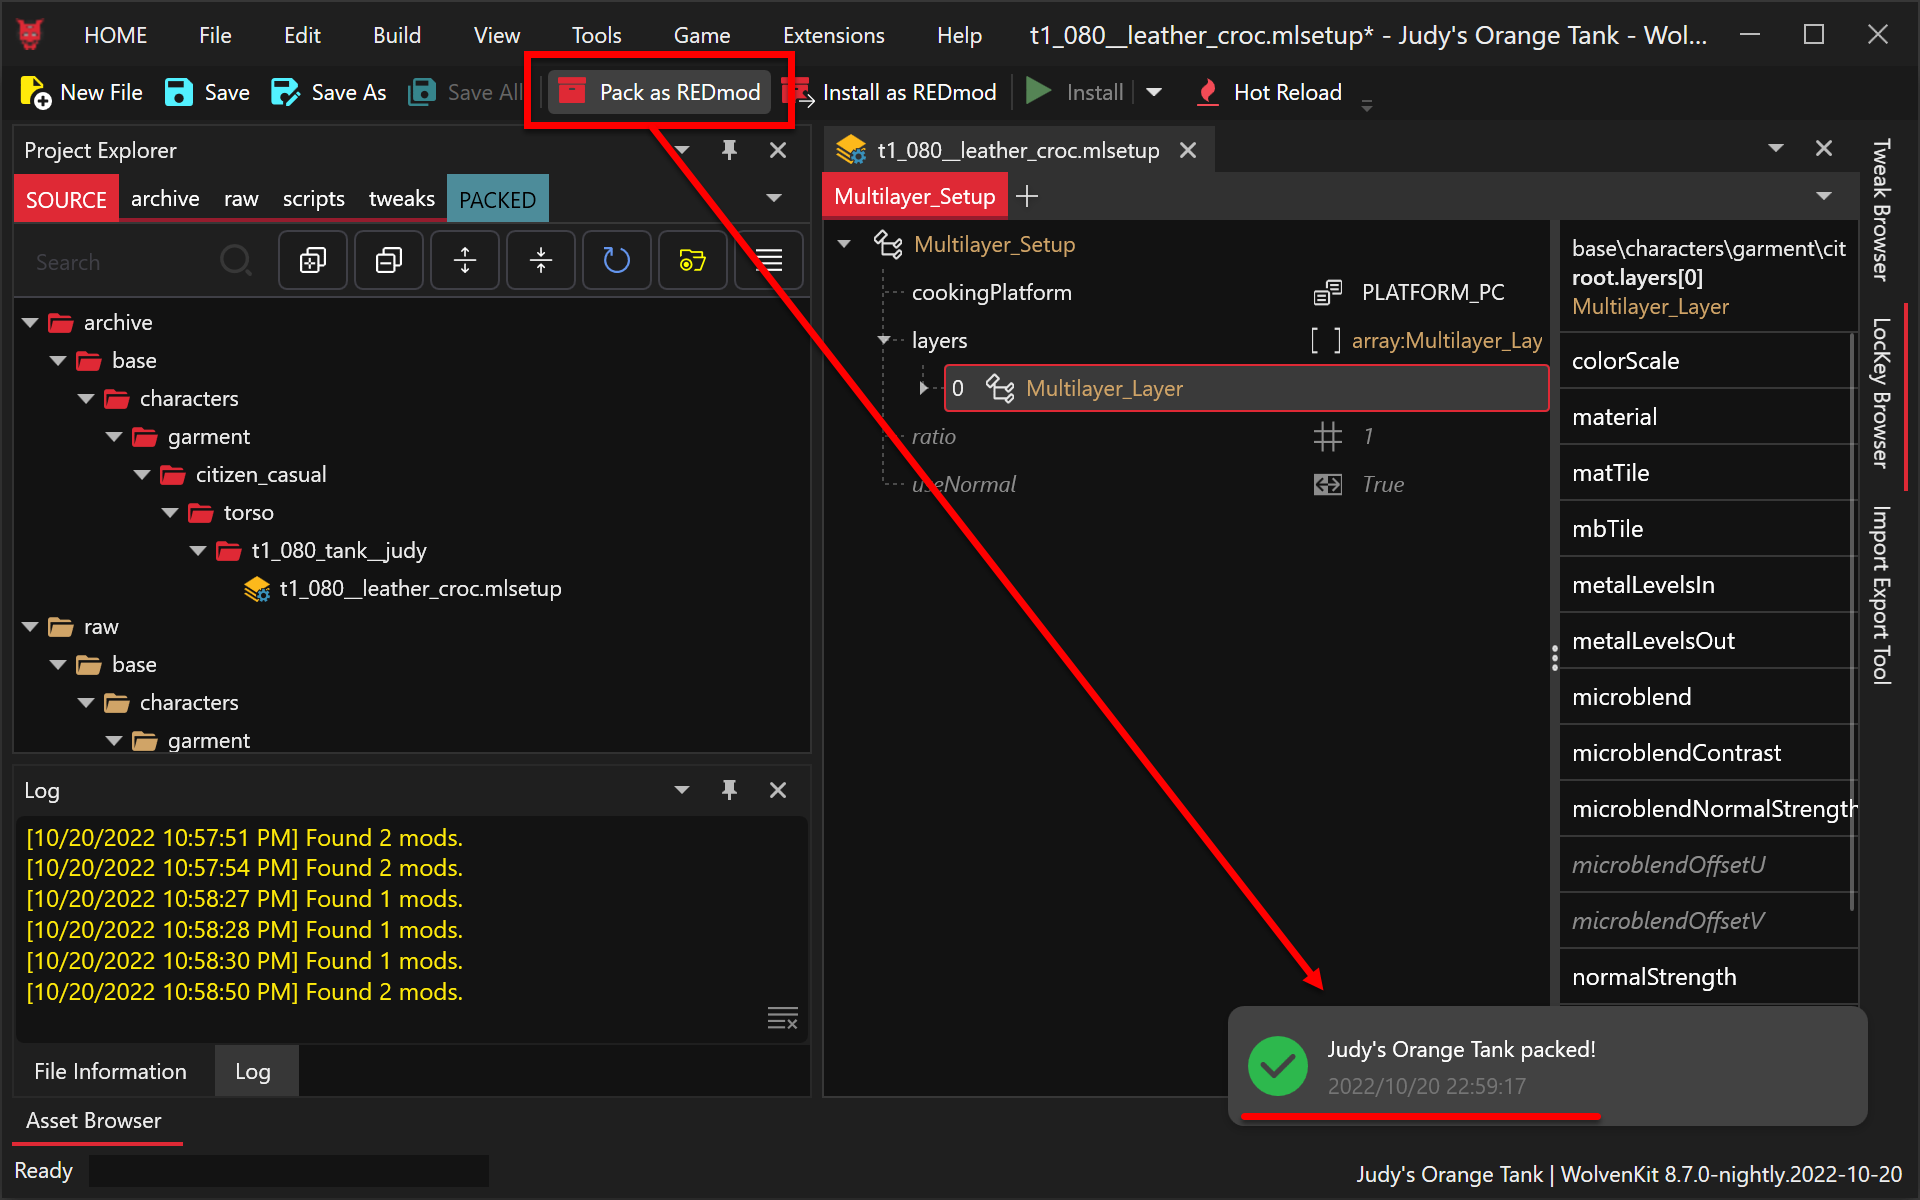 HOME File Edit Build View Tools Game Extensions Help t1_080__leather_croc.mlsetup* - Judy's Orange Tank - Wol...
New File Save Save As Save All Pack as REDmod Install as REDmod Install Hot Reload
Project Explorer
SOURCE archive raw scripts tweaks PACKED
Search
archive
base
characters
garment
citizen_casual
torso
t1_080_tank__judy
t1_080__leather_croc.mlsetup
raw
base
characters
garment
Log
[10/20/2022 10:57:51 PM] Found 2 mods.
[10/20/2022 10:57:54 PM] Found 2 mods.
[10/20/2022 10:58:27 PM] Found 1 mods.
[10/20/2022 10:58:28 PM] Found 1 mods.
[10/20/2022 10:58:30 PM] Found 1 mods.
[10/20/2022 10:58:50 PM] Found 2 mods.
File Information Log
Asset Browser
Ready
t1_080__leather_croc.mlsetup
Multilayer_Setup
Multilayer_Setup
cookingPlatform PLATFORM_PC
layers [ ] array:Multilayer_Lay
0 Multilayer_Layer
ratio 1
useNormal True
base\characters\garment\cit
root.layers[0]
Multilayer_Layer
colorScale
material
matTile
mbTile
metalLevelsIn
metalLevelsOut
microblend
microblendContrast
microblendNormalStrength
microblendOffsetU
microblendOffsetV
normalStrength
Tweak Browser
LocKey Browser
Import Export Tool
Judy's Orange Tank packed!
2022/10/20 22:59:17
Judy's Orange Tank | WolvenKit 8.7.0-nightly.2022-10-20